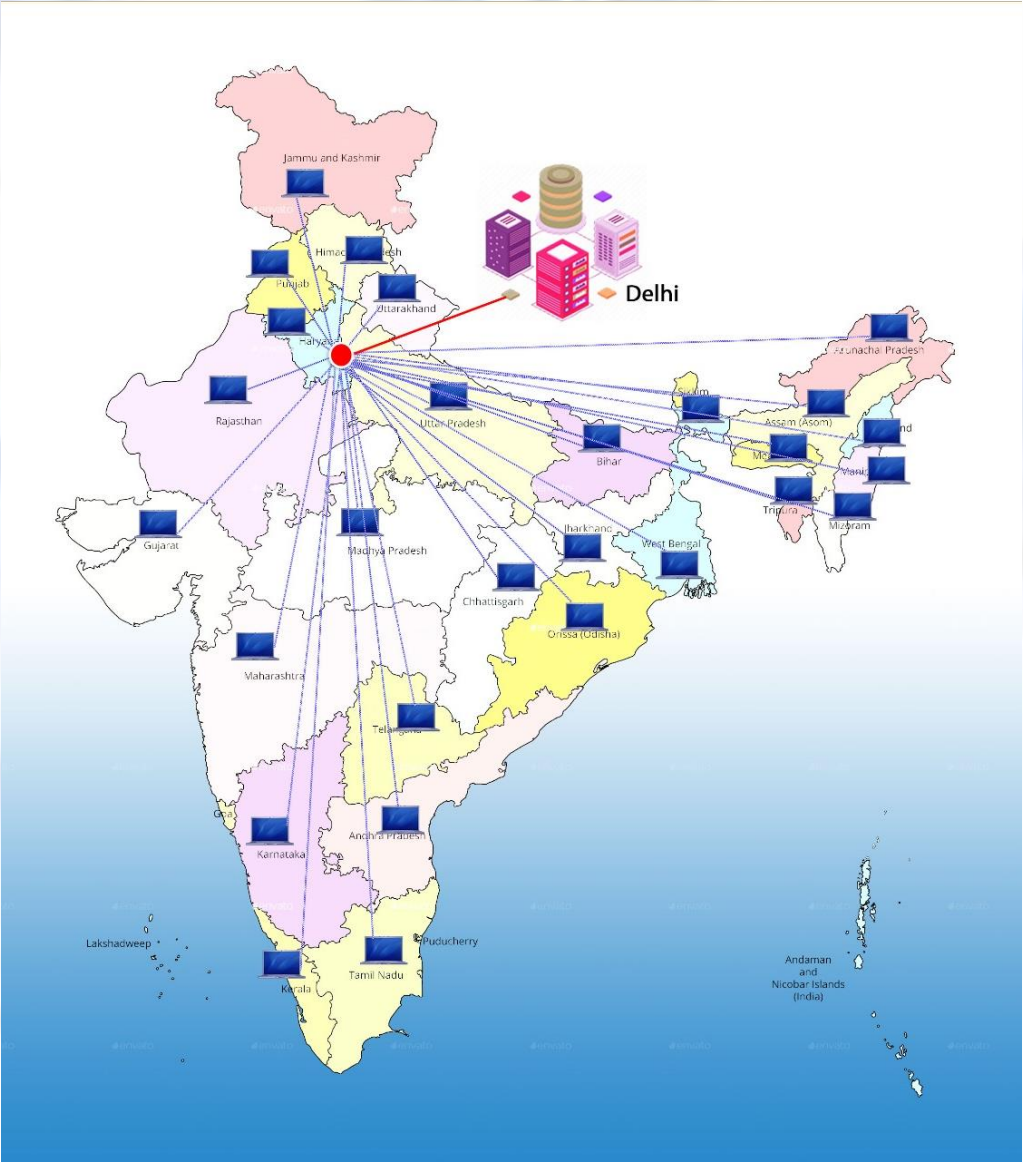 Jammu and Kashmir
Punjab
Uttarakhand
Delhi
Haryana
Arunachal Pradesh
Rajasthan
Uttar Pradesh
Assam (Asom)
Bihar
Tripura
Mizoram
Gujarat
Madhya Pradesh
Jharkhand
West Bengal
Chhattisgarh
Orissa (Odisha)
Maharashtra
Goa
Andhra Pradesh
Karnataka
Lakshadweep
Puducherry
Tamil Nadu
Kerala
Andaman
and
Nicobar Islands
(India)
envato